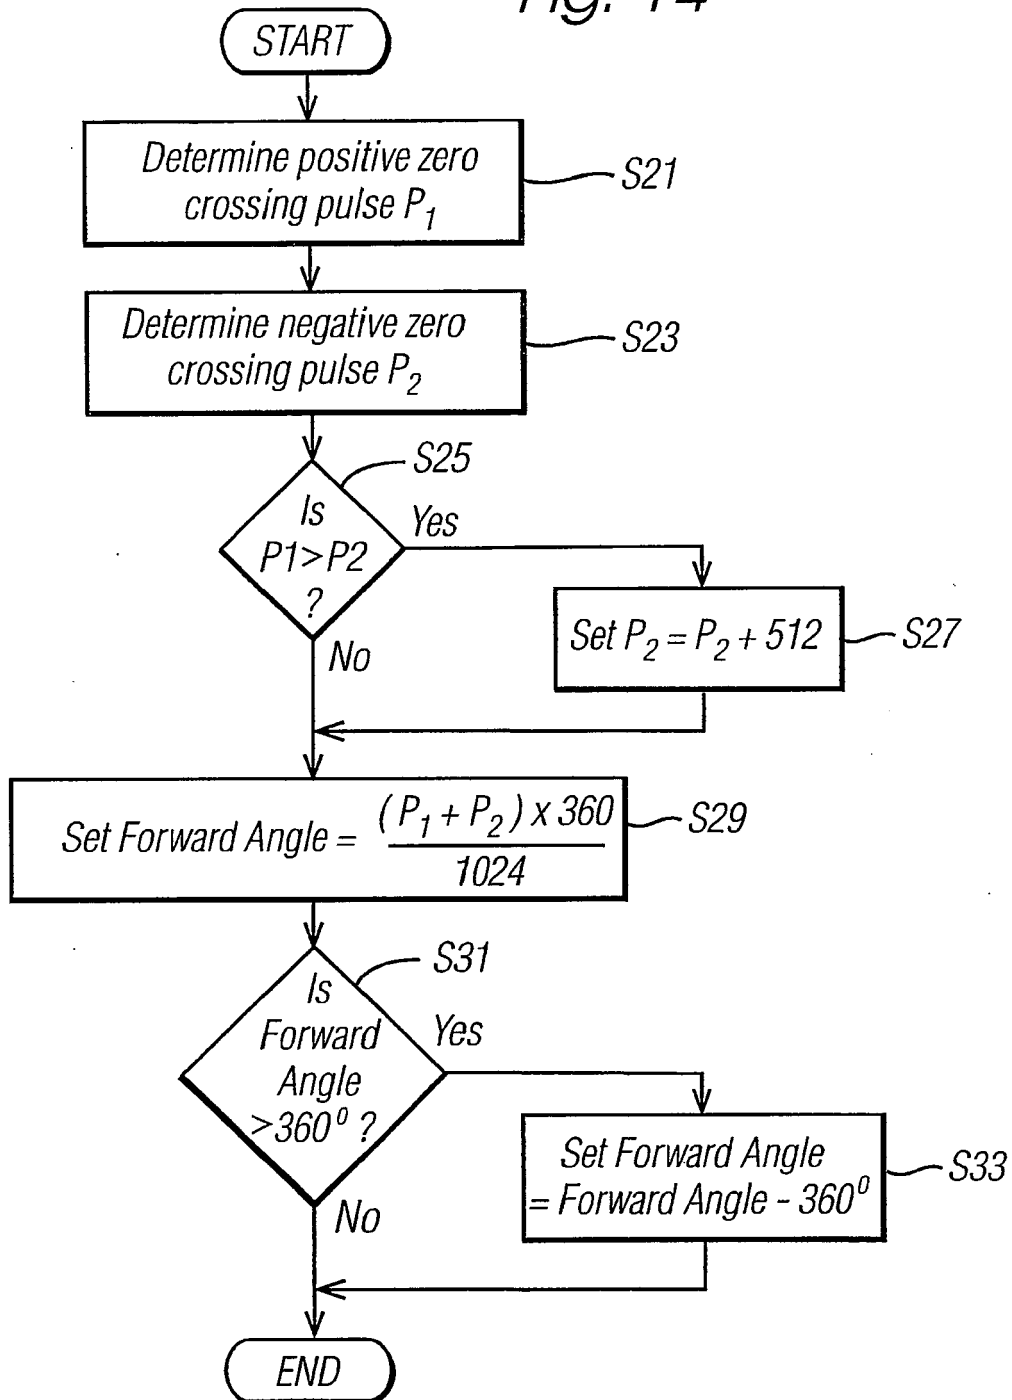 Fig. 14
START
Determine positive zero
crossing pulse P1
S21
Determine negative zero
crossing pulse P2
S23
S25
Is
P1>P2
?
Yes
No
Set P2 = P2 + 512
S27
Set Forward Angle = (P1 + P2) x 360
1024
S29
S31
Is
Forward
Angle
>360° ?
Yes
No
Set Forward Angle
= Forward Angle - 360°
S33
END